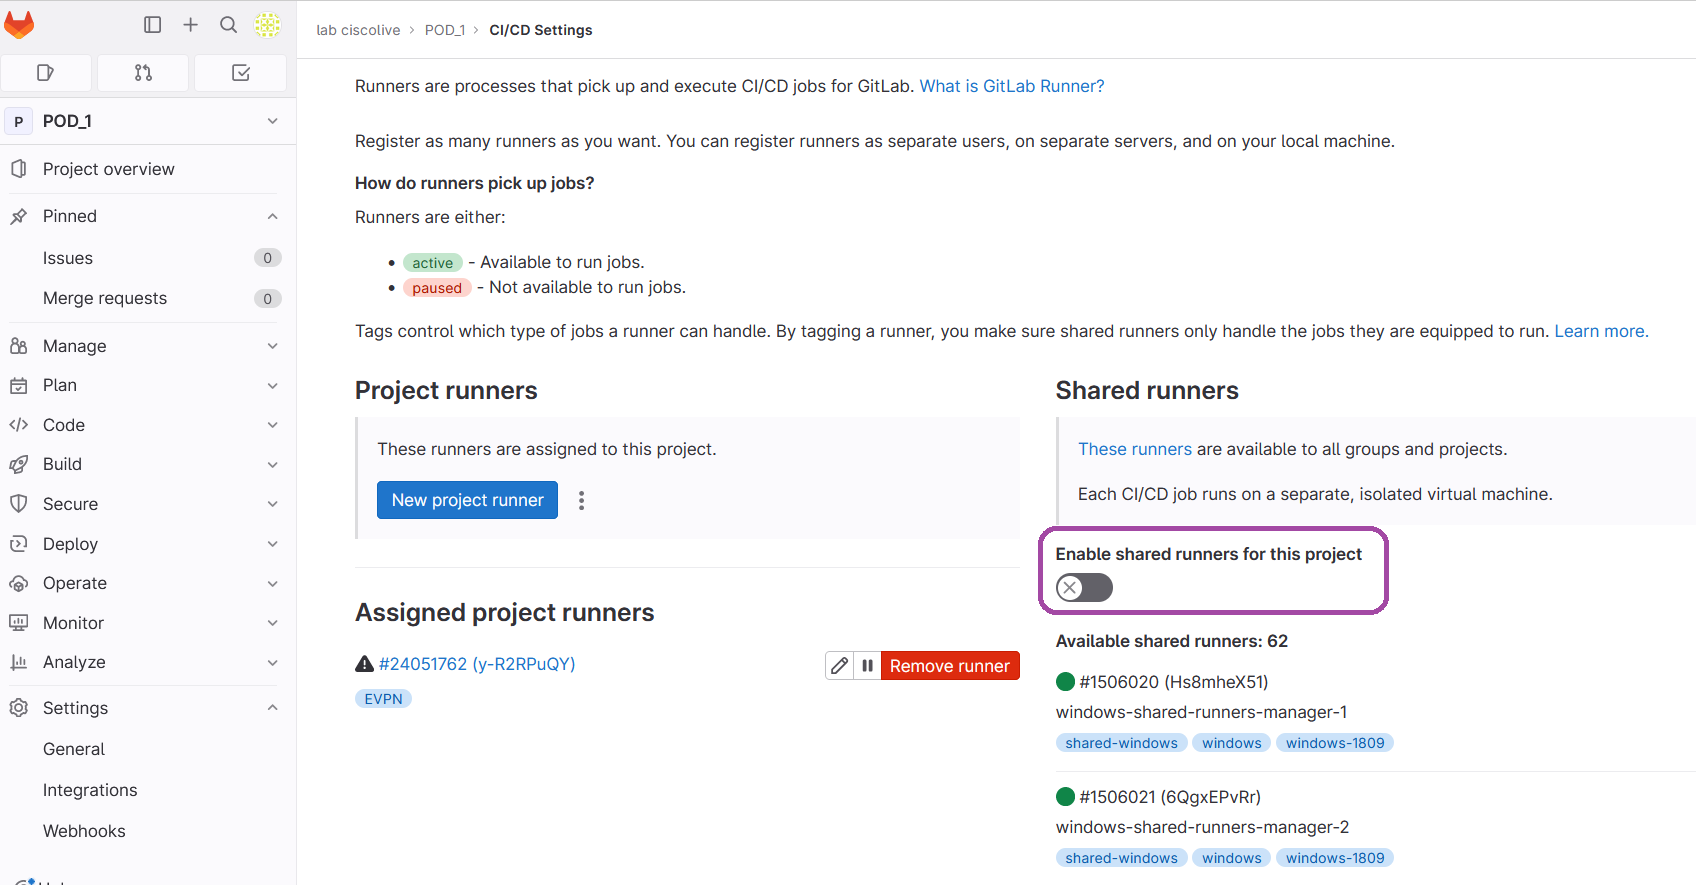 lab ciscolive › POD_1 › CI/CD Settings
P POD_1
Project overview
Pinned
Issues 0
Merge requests 0
Manage
Plan
Code
Build
Secure
Deploy
Operate
Monitor
Analyze
Settings
General
Integrations
Webhooks
Runners are processes that pick up and execute CI/CD jobs for GitLab. What is GitLab Runner?
Register as many runners as you want. You can register runners as separate users, on separate servers, and on your local machine.
How do runners pick up jobs?
Runners are either:
• active - Available to run jobs.
• paused - Not available to run jobs.
Tags control which type of jobs a runner can handle. By tagging a runner, you make sure shared runners only handle the jobs they are equipped to run. Learn more.
Project runners
These runners are assigned to this project.
New project runner
Assigned project runners
#24051762 (y-R2RPuQY)
Remove runner
EVPN
Shared runners
These runners are available to all groups and projects.
Each CI/CD job runs on a separate, isolated virtual machine.
Enable shared runners for this project
Available shared runners: 62
#1506020 (Hs8mheX51)
windows-shared-runners-manager-1
shared-windows windows windows-1809
#1506021 (6QgxEPvRr)
windows-shared-runners-manager-2
shared-windows windows windows-1809